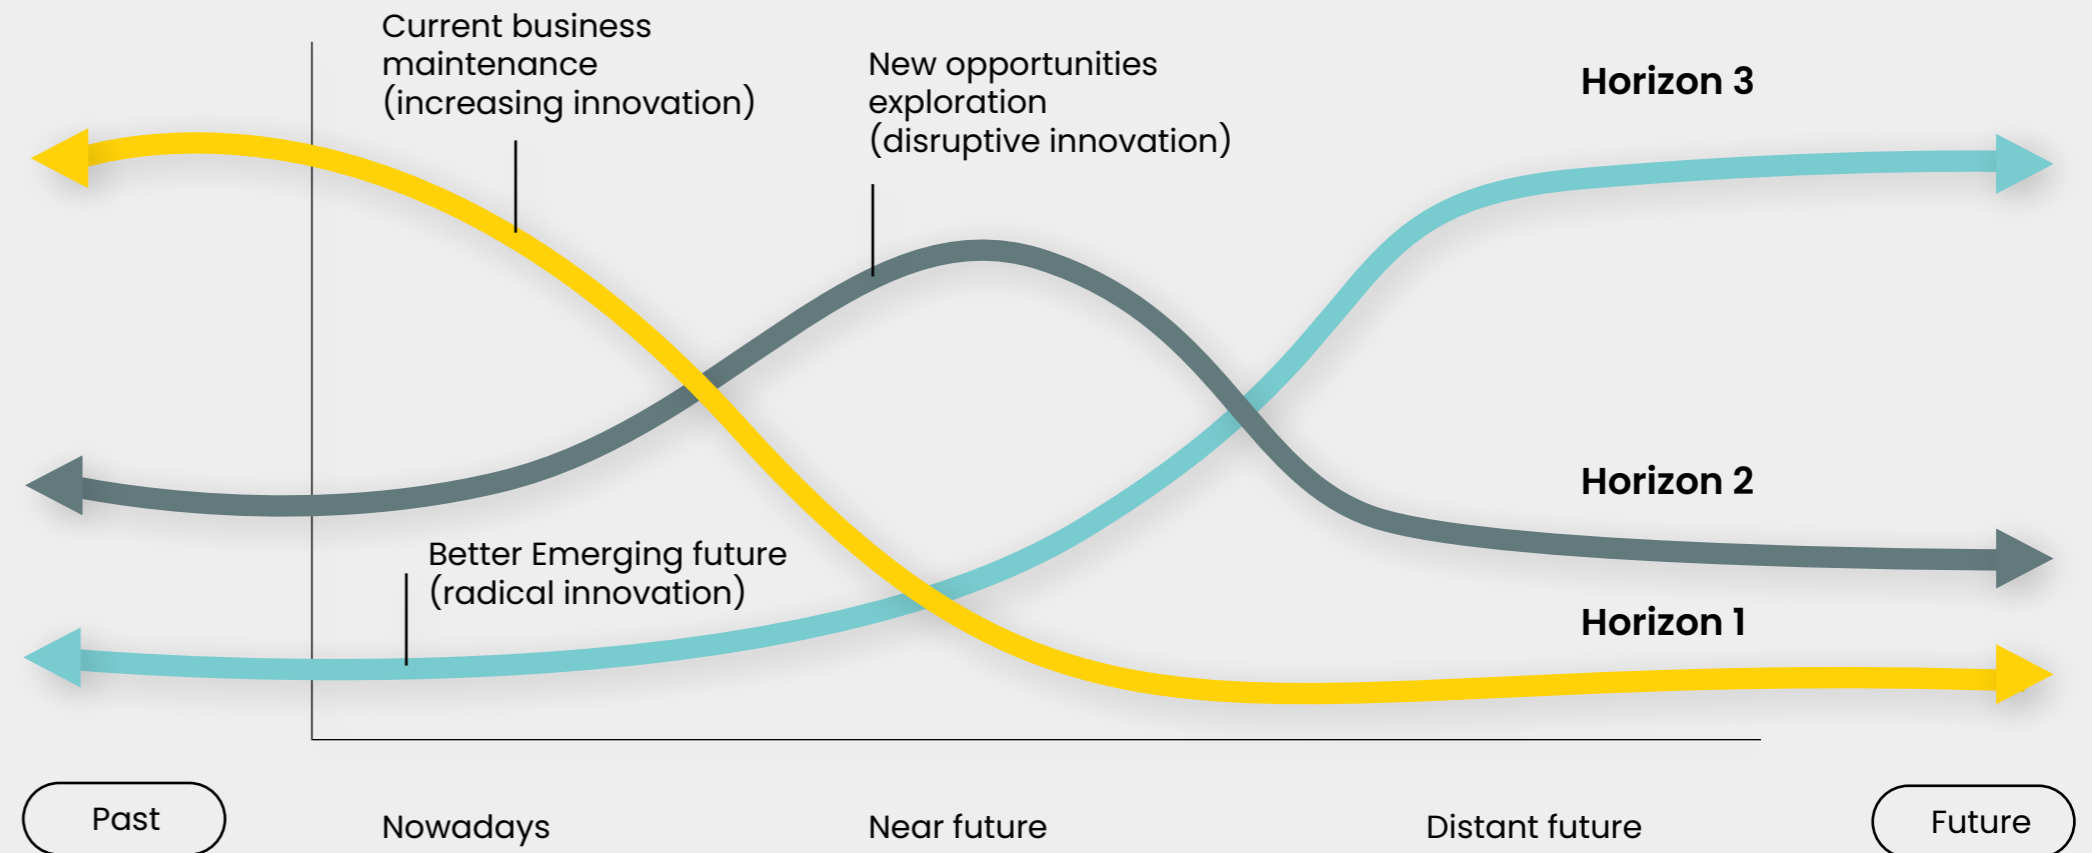 Current business
maintenance
(increasing innovation)
New opportunities
exploration
(disruptive innovation)
Horizon 3
Horizon 2
Better Emerging future
(radical innovation)
Horizon 1
Past
Nowadays
Near future
Distant future
Future